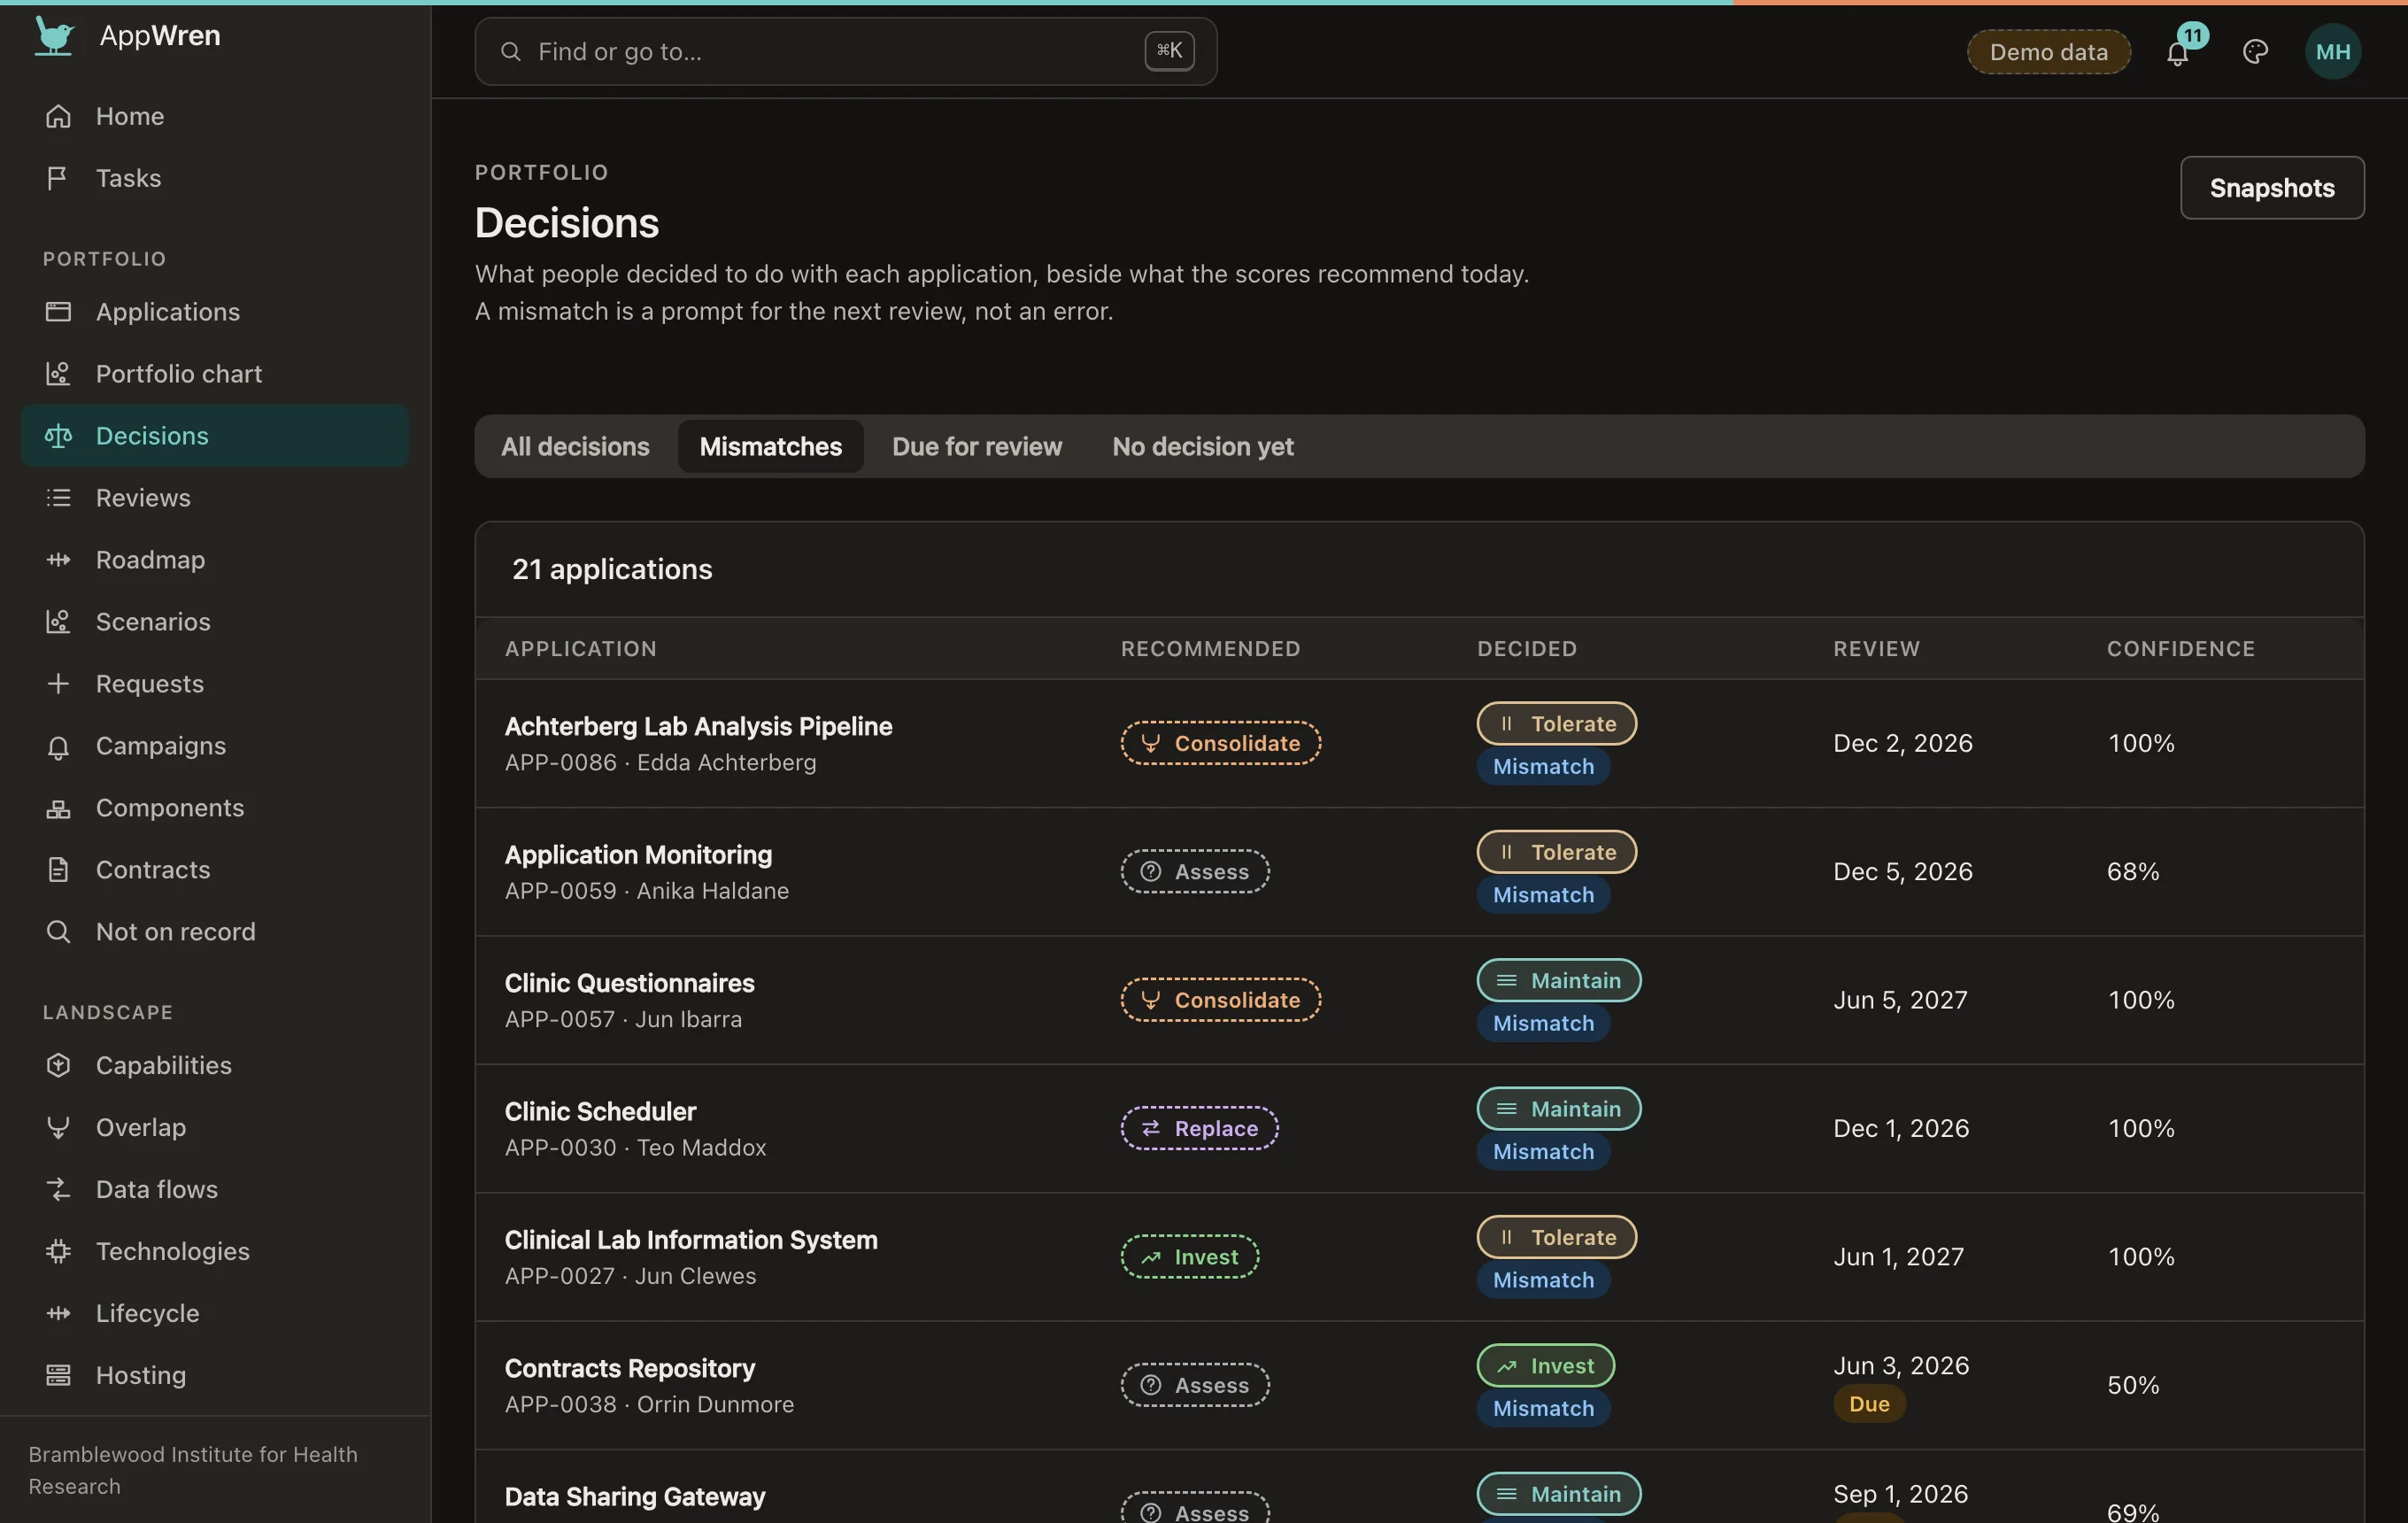 AppWren
Find or go to...
⌘K
Demo data
11
MH
Home
Tasks
PORTFOLIO
Applications
Portfolio chart
Decisions
Reviews
Roadmap
Scenarios
Requests
Campaigns
Components
Contracts
Not on record
LANDSCAPE
Capabilities
Overlap
Data flows
Technologies
Lifecycle
Hosting
Bramblewood Institute for Health
Research
PORTFOLIO
Decisions
Snapshots
What people decided to do with each application, beside what the scores recommend today.
A mismatch is a prompt for the next review, not an error.
All decisions Mismatches Due for review No decision yet
21 applications
APPLICATION RECOMMENDED DECIDED REVIEW CONFIDENCE
Achterberg Lab Analysis Pipeline
APP-0086 · Edda Achterberg
Consolidate
Tolerate
Mismatch
Dec 2, 2026
100%
Application Monitoring
APP-0059 · Anika Haldane
Assess
Tolerate
Mismatch
Dec 5, 2026
68%
Clinic Questionnaires
APP-0057 · Jun Ibarra
Consolidate
Maintain
Mismatch
Jun 5, 2027
100%
Clinic Scheduler
APP-0030 · Teo Maddox
Replace
Maintain
Mismatch
Dec 1, 2026
100%
Clinical Lab Information System
APP-0027 · Jun Clewes
Invest
Tolerate
Mismatch
Jun 1, 2027
100%
Contracts Repository
APP-0038 · Orrin Dunmore
Assess
Invest
Mismatch
Jun 3, 2026
Due
50%
Data Sharing Gateway
Assess
Maintain
Sep 1, 2026
69%